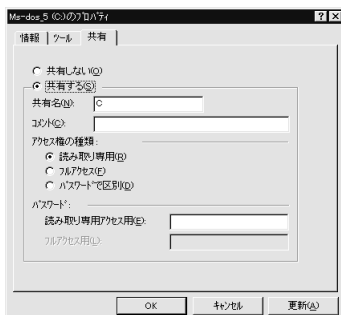 Ms-dos_5 (C:)のﾌﾟﾛﾊﾟﾃｨ
情報 ﾂｰﾙ 共有
共有しない(O)
共有する(S)
共有名(N): C
ｺﾒﾝﾄ(C):
ｱｸｾｽ権の種類:
読み取り専用(R)
ﾌﾙｱｸｾｽ(F)
ﾊﾟｽﾜｰﾄﾞで区別(D)
ﾊﾟｽﾜｰﾄﾞ:
読み取り専用ｱｸｾｽ用(E):
ﾌﾙｱｸｾｽ用(L):
OK ｷｬﾝｾﾙ 更新(A)